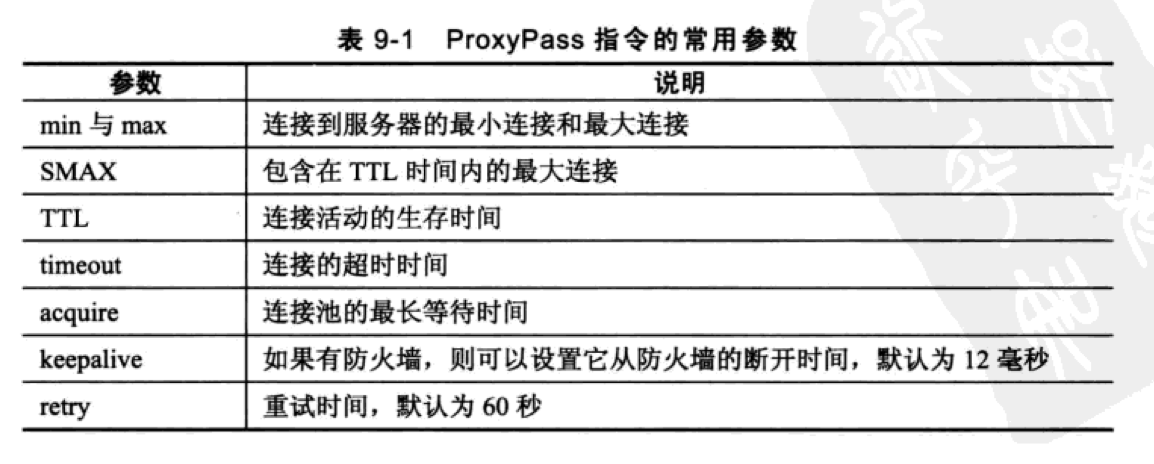 表 9-1 ProxyPass 指令的常用参数
参数 说明
min 与 max 连接到服务器的最小连接和最大连接
SMAX 包含在 TTL 时间内的最大连接
TTL 连接活动的生存时间
timeout 连接的超时时间
acquire 连接池的最长等待时间
keepalive 如果有防火墙，则可以设置它从防火墙的断开时间，默认为 12 毫秒
retry 重试时间，默认为 60 秒